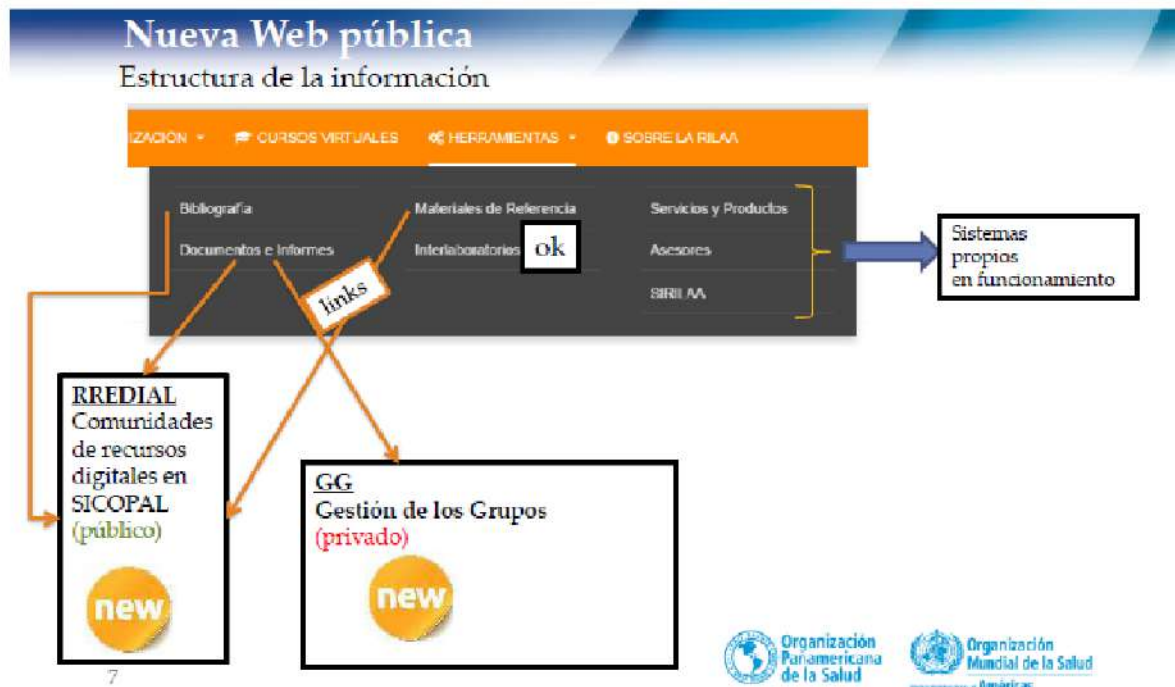 Nueva Web pública
Estructura de la información
IZACIÓN
CURSOS VIRTUALES
HERRAMIENTAS
SOBRE LA RILAA
Bibliografía
Materiales de Referencia
Servicios y Productos
Documentos e Informes
Interlaboratorios
ok
Asesores
SIRILAA
links
Sistemas
propios
en funcionamiento
RREDIAL
Comunidades
de recursos
digitales en
SICOPAL
(público)
new
GG
Gestión de los Grupos
(privado)
new
7
Organización
Panamericana
de la Salud
Organización
Mundial de la Salud
Américas